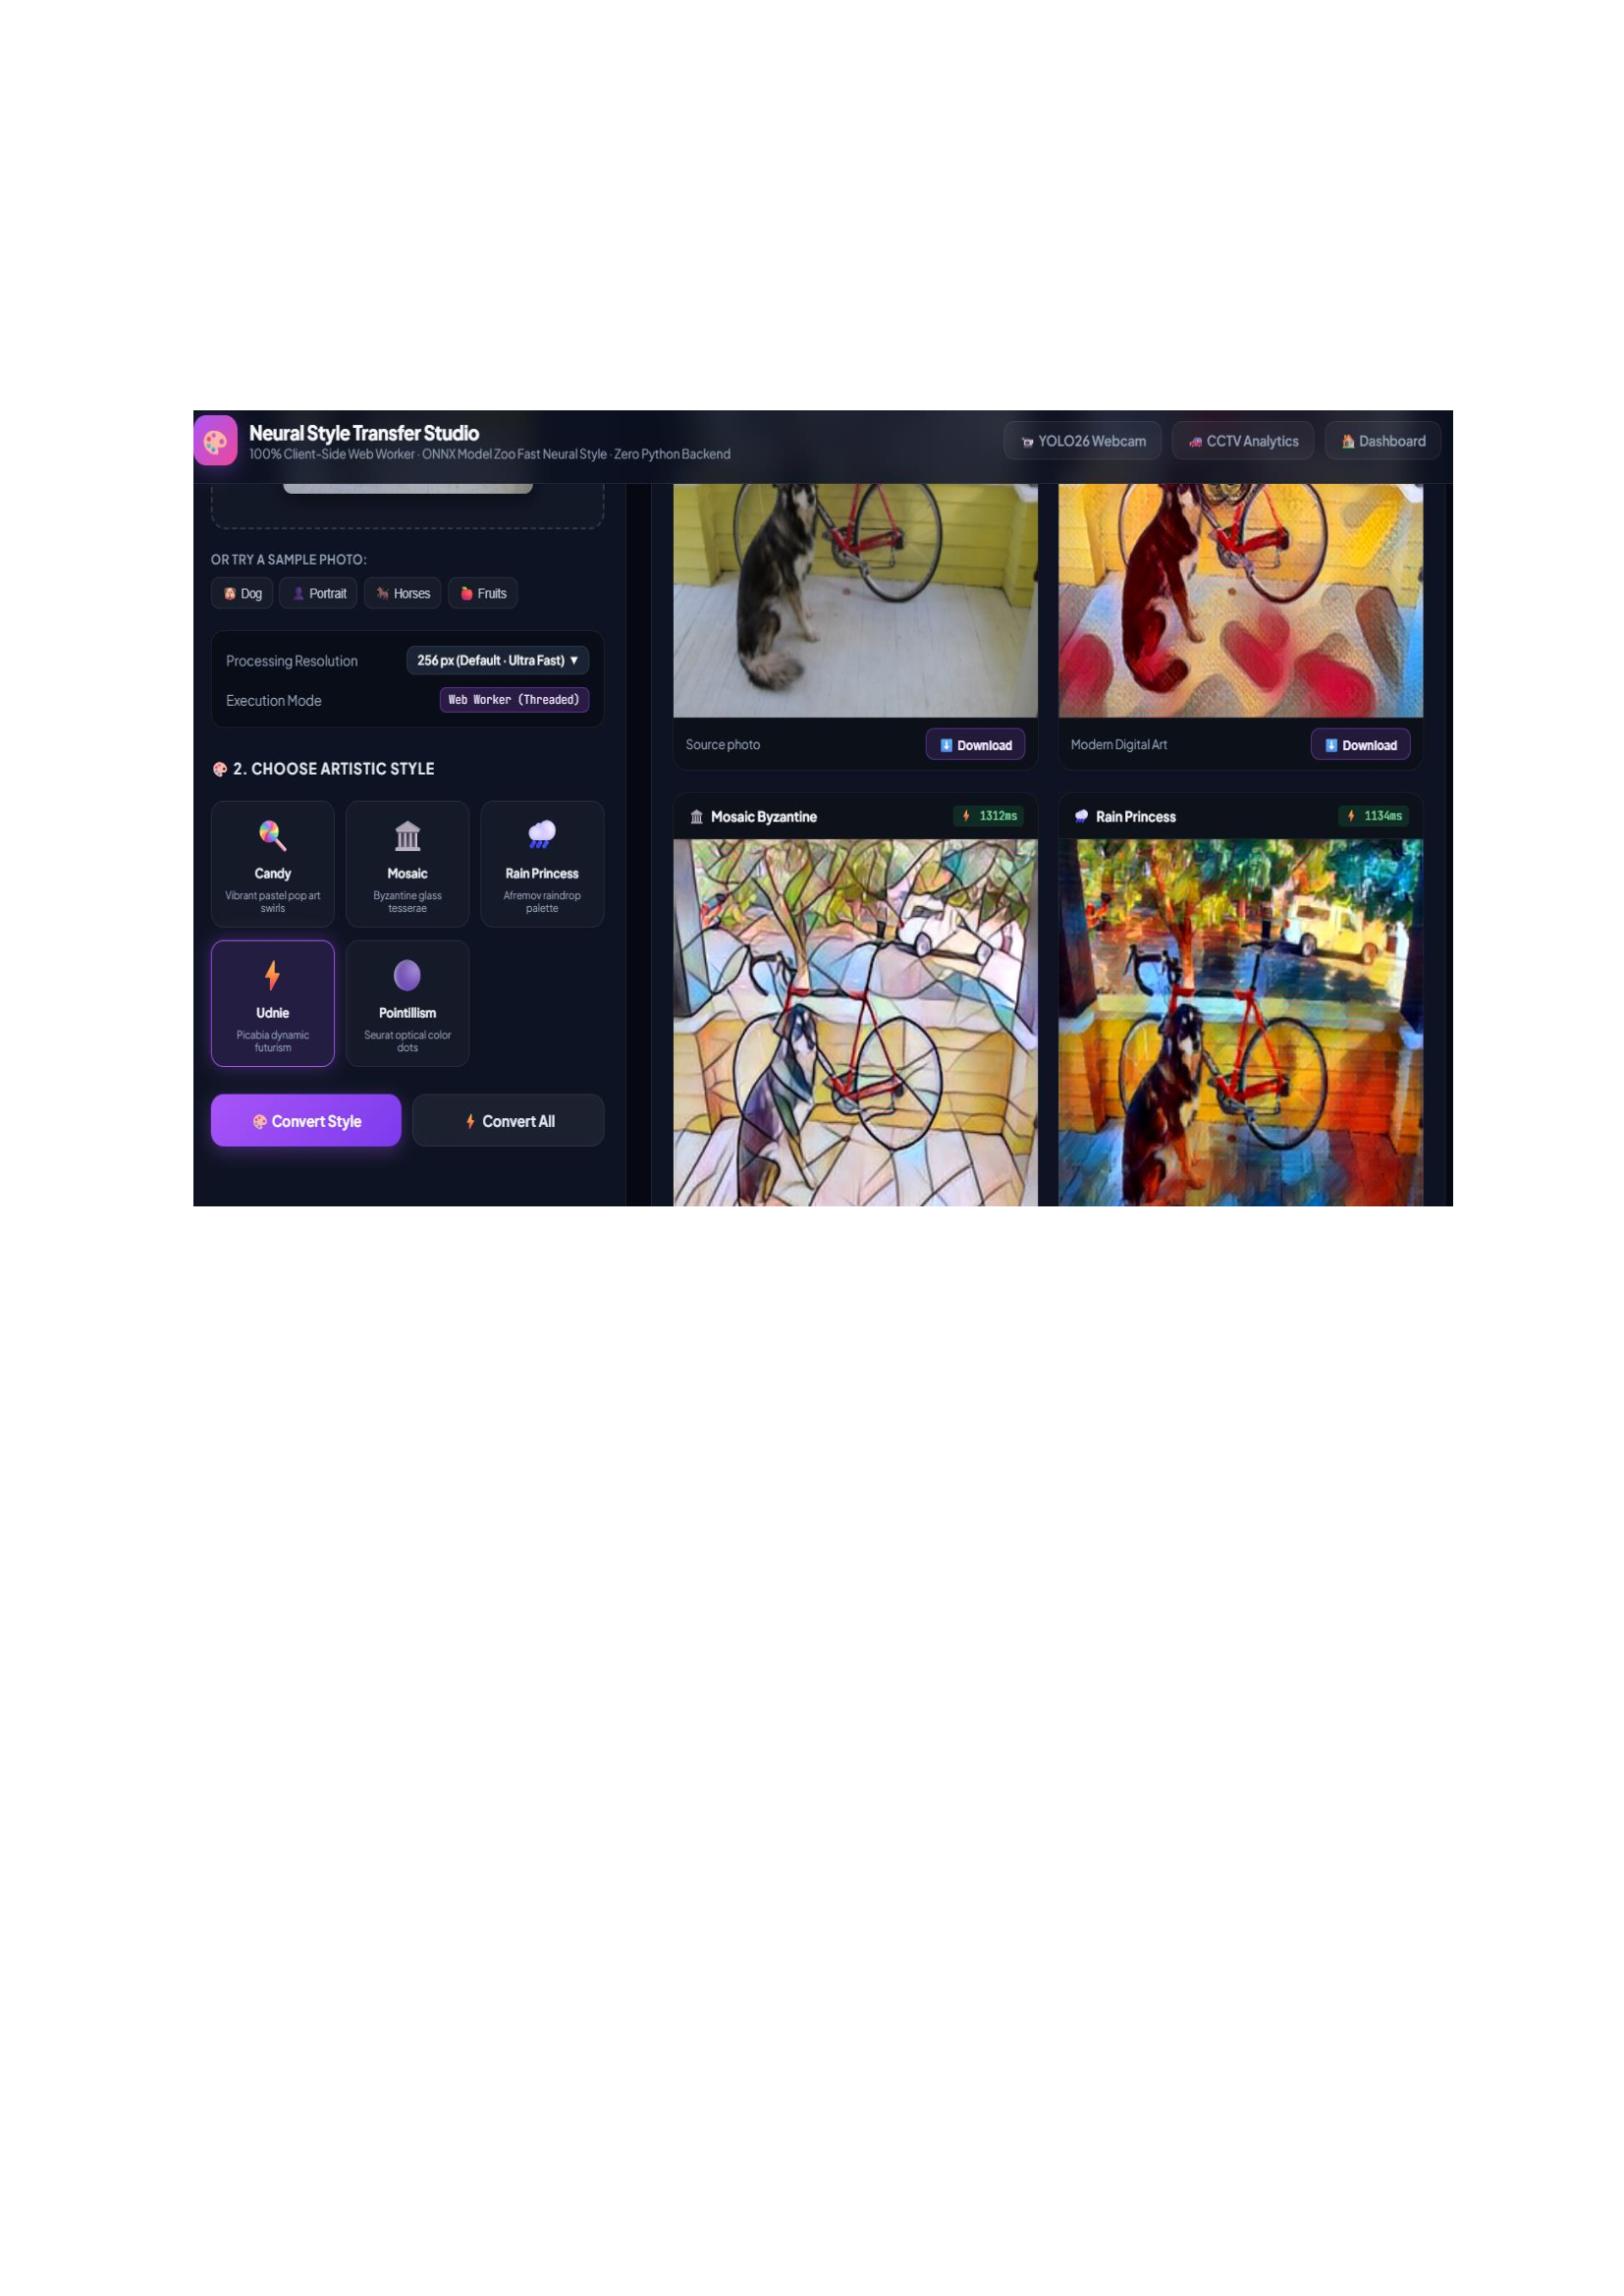 Neural Style Transfer Studio
100% Client-Side Web Worker · ONNX Model Zoo Fast Neural Style · Zero Python Backend
YOLO26 Webcam
CCTV Analytics
Dashboard
OR TRY A SAMPLE PHOTO:
Dog
Portrait
Horses
Fruits
Processing Resolution
256 px (Default · Ultra Fast) ▼
Execution Mode
Web Worker (Threaded)
2. CHOOSE ARTISTIC STYLE
Candy
Vibrant pastel pop art
swirls
Mosaic
Byzantine glass
tesserae
Rain Princess
Afremov raindrop
palette
Udnie
Picabia dynamic
futurism
Pointillism
Seurat optical color
dots
Convert Style
Convert All
Source photo
Download
Modern Digital Art
Download
Mosaic Byzantine
1312ms
Rain Princess
1134ms